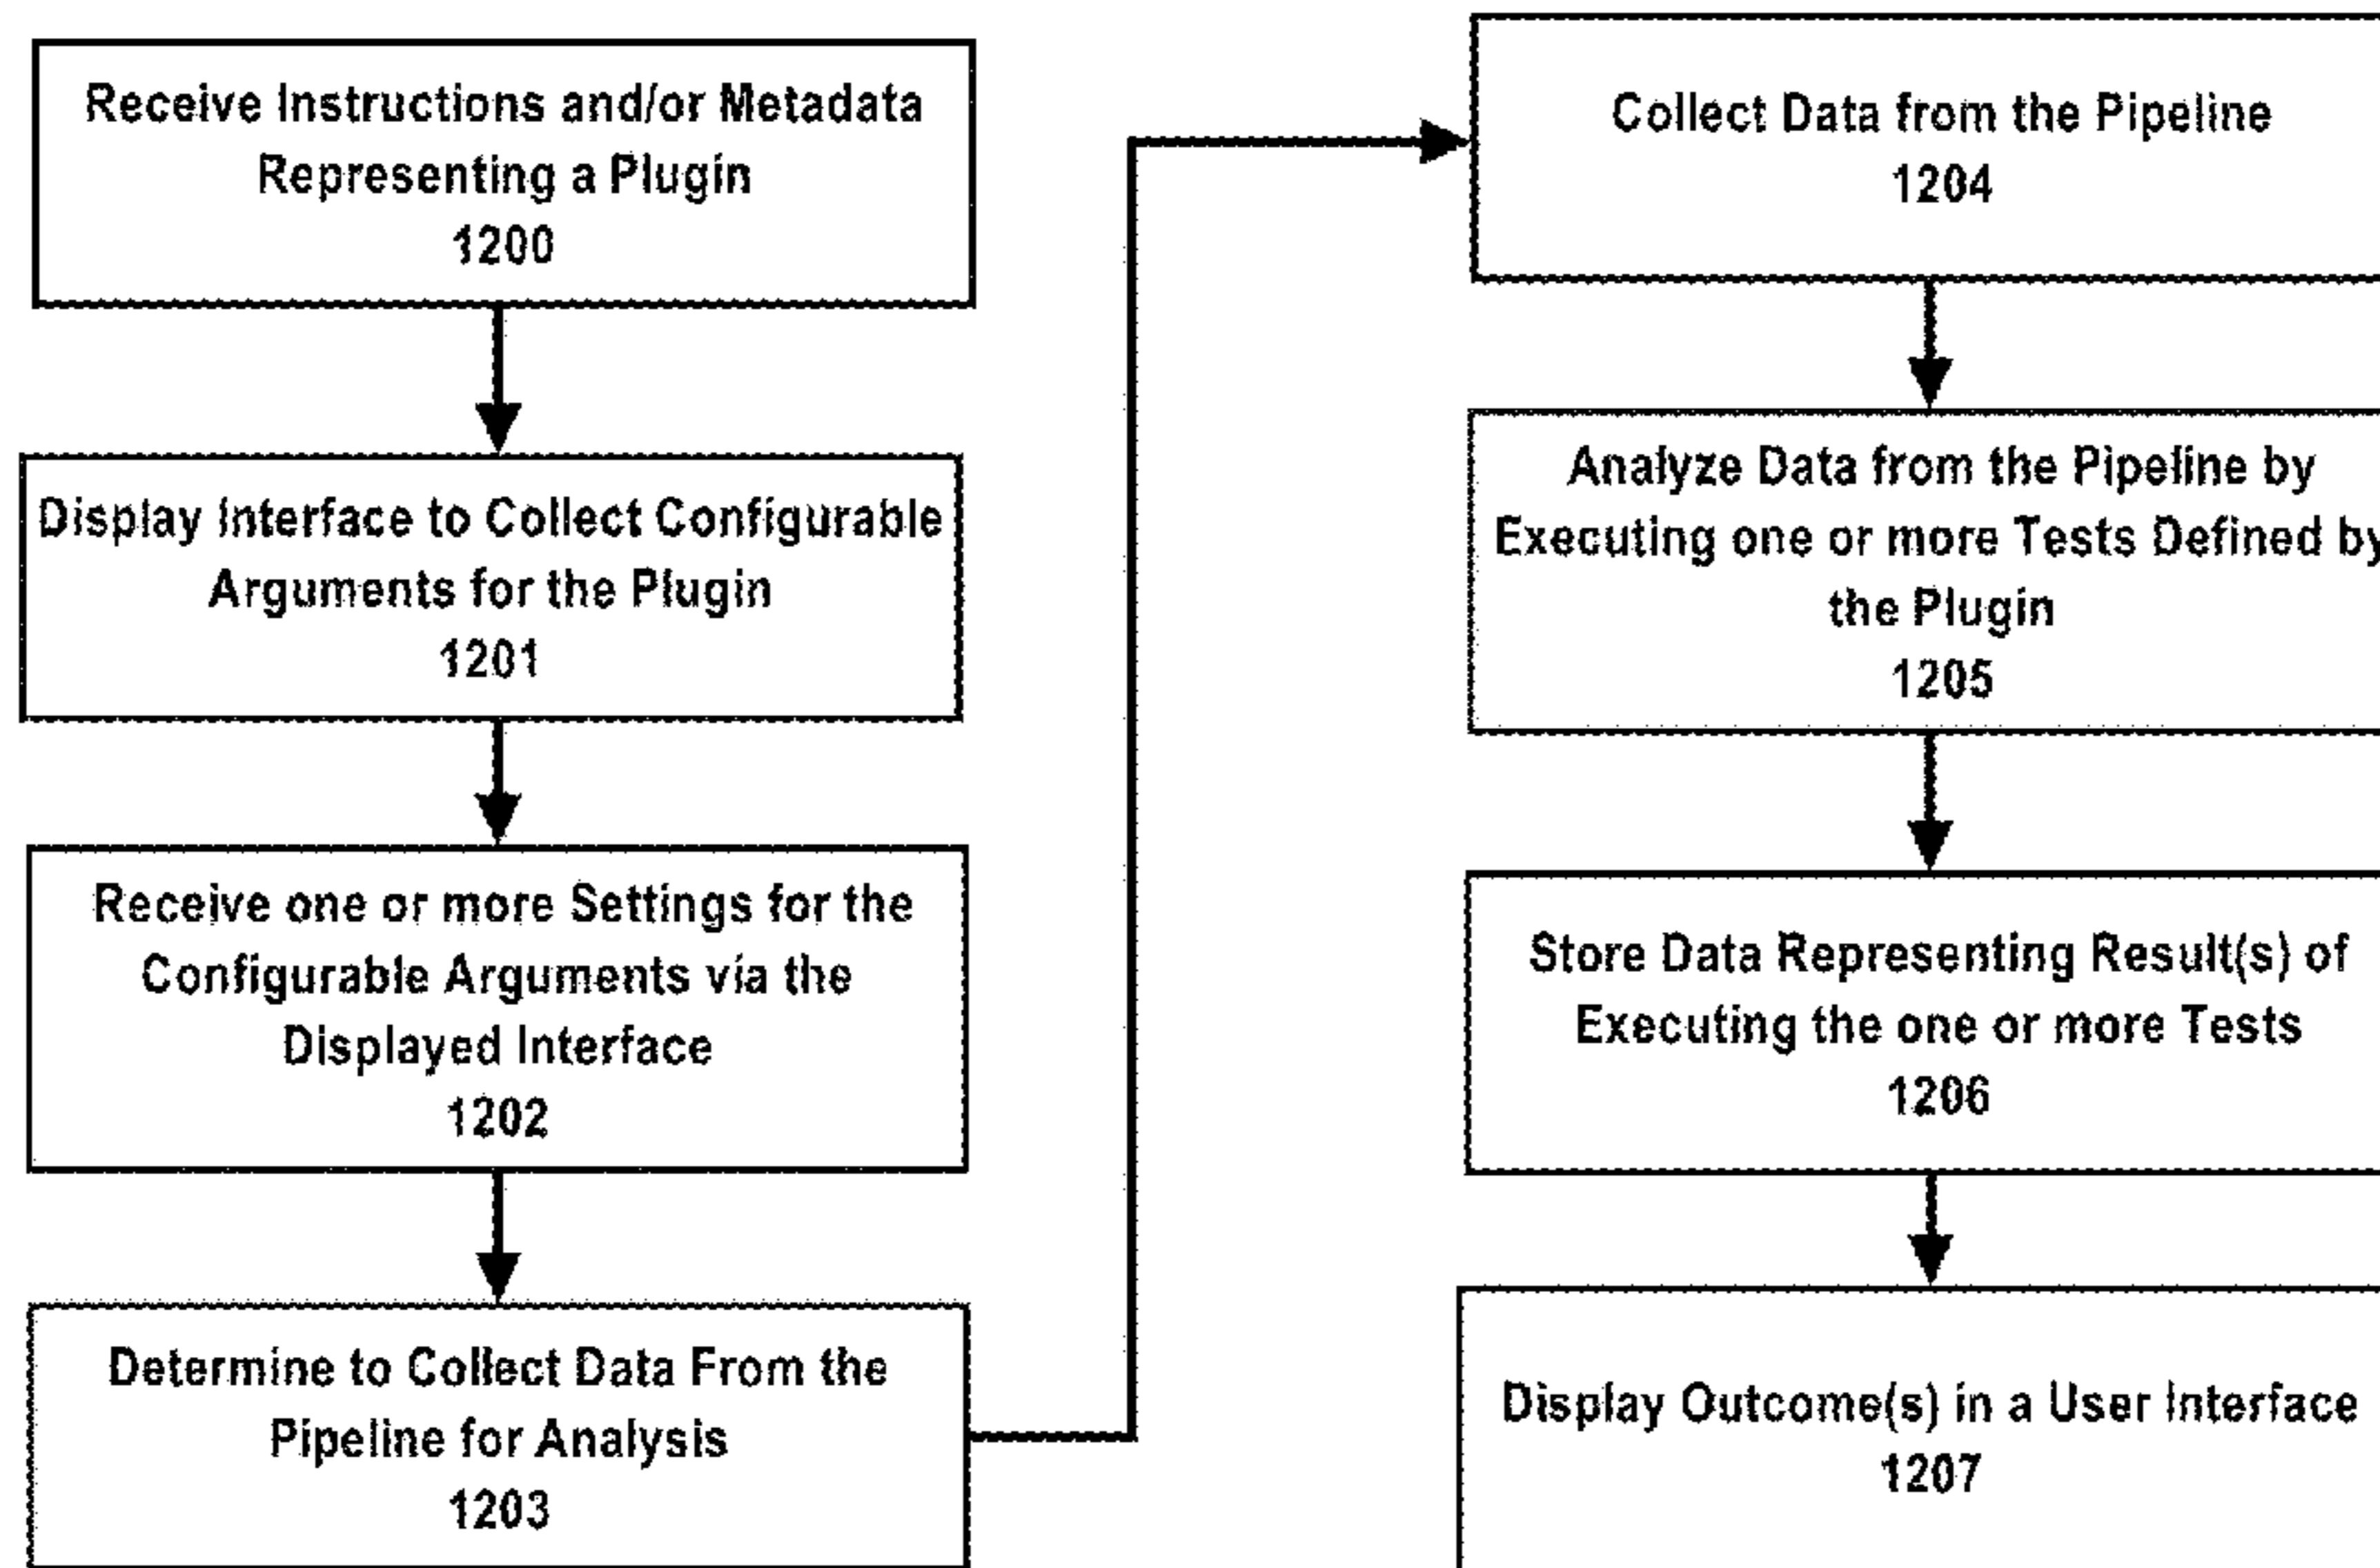 Receive Instructions and/or Metadata
Representing a Plugin
1200
Display Interface to Collect Configurable
Arguments for the Plugin
1201
Receive one or more Settings for the
Configurable Arguments via the
Displayed Interface
1202
Determine to Collect Data From the
Pipeline for Analysis
1203
Collect Data from the Pipeline
1204
Analyze Data from the Pipeline by
Executing one or more Tests Defined by
the Plugin
1205
Store Data Representing Result(s) of
Executing the one or more Tests
1206
Display Outcome(s) in a User Interface
1207